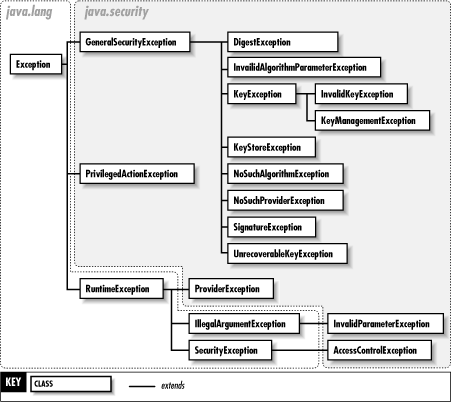 java.lang
java.security
GeneralSecurityException
DigestException
Exception
InvailidAlgorithmParameterException
KeyException
InvalidKeyException
KeyManagementException
KeyStoreException
PrivilegedActionException
NoSuchAlgorithmException
NoSuchProviderException
SignatureException
UnrecoverableKeyException
RuntimeException
ProviderException
IllegalArgumentException
InvalidParameterException
SecurityException
AccessControlException
KEY
CLASS
extends